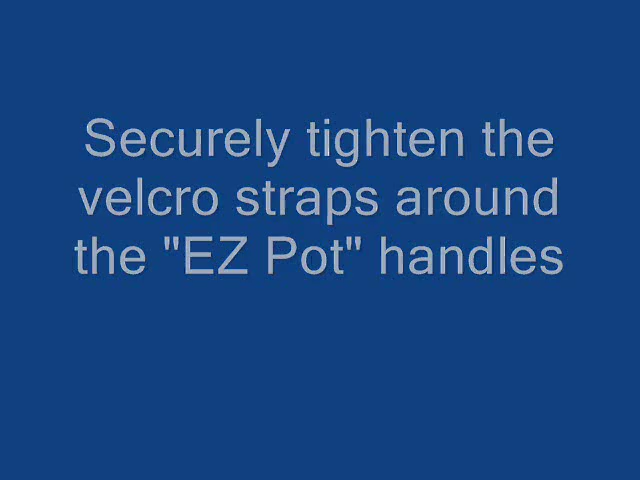 Securely tighten the
velcro straps around
the "EZ Pot" handles